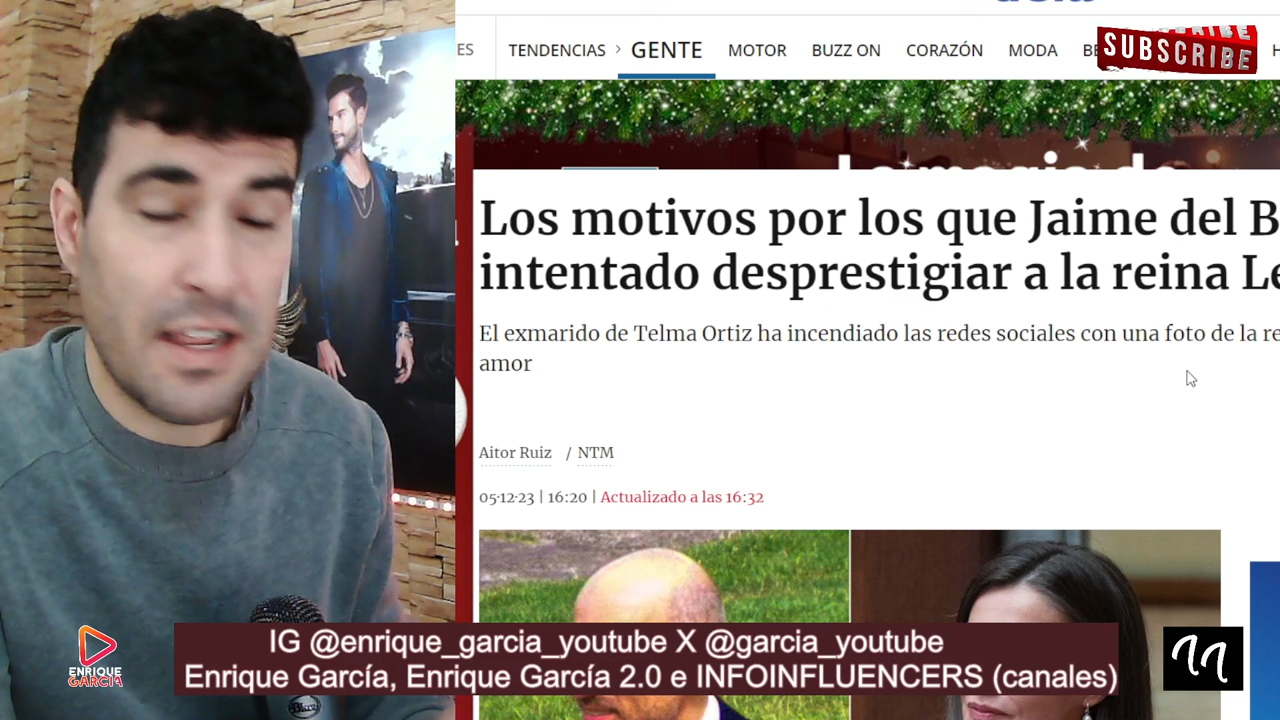 TENDENCIAS > GENTE MOTOR BUZZ ON CORAZÓN MODA
SUBSCRIBE
Los motivos por los que Jaime del B
intentado desprestigiar a la reina Le
El exmarido de Telma Ortiz ha incendiado las redes sociales con una foto de la re
amor
Aitor Ruiz / NTM
05·12·23 | 16:20 | Actualizado a las 16:32
IG @enrique_garcia_youtube X @garcia_youtube
Enrique García, Enrique García 2.0 e INFOINFLUENCERS (canales)
ENRIQUE
GARCÍA